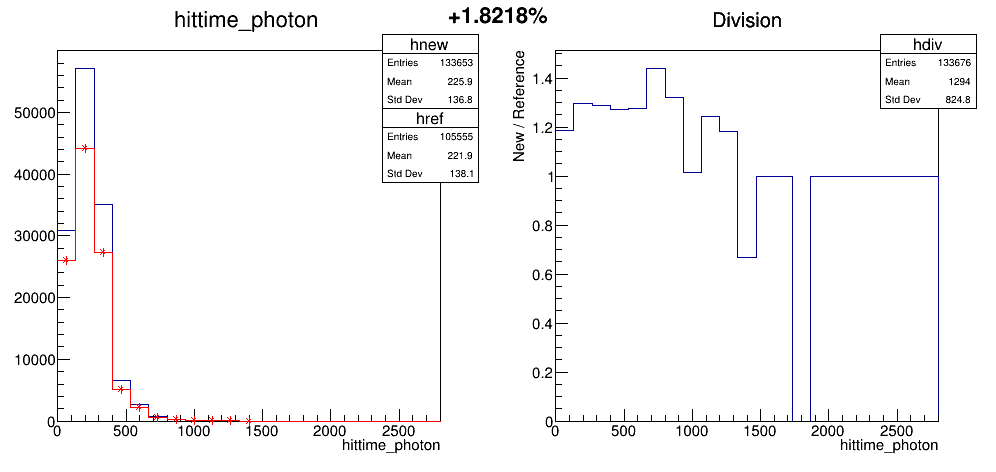 hittime_photon
+1.8218%
Division
hnew
Entries 133653
Mean 225.9
Std Dev 136.8
href
Entries 105555
Mean 221.9
Std Dev 138.1
50000
40000
30000
20000
10000
0
0 500 1000 1500 2000 2500
hittime_photon
hdiv
Entries 133676
Mean 1294
Std Dev 824.8
New / Reference
1.4
1.2
1
0.8
0.6
0.4
0.2
0
0 500 1000 1500 2000 2500
hittime_photon